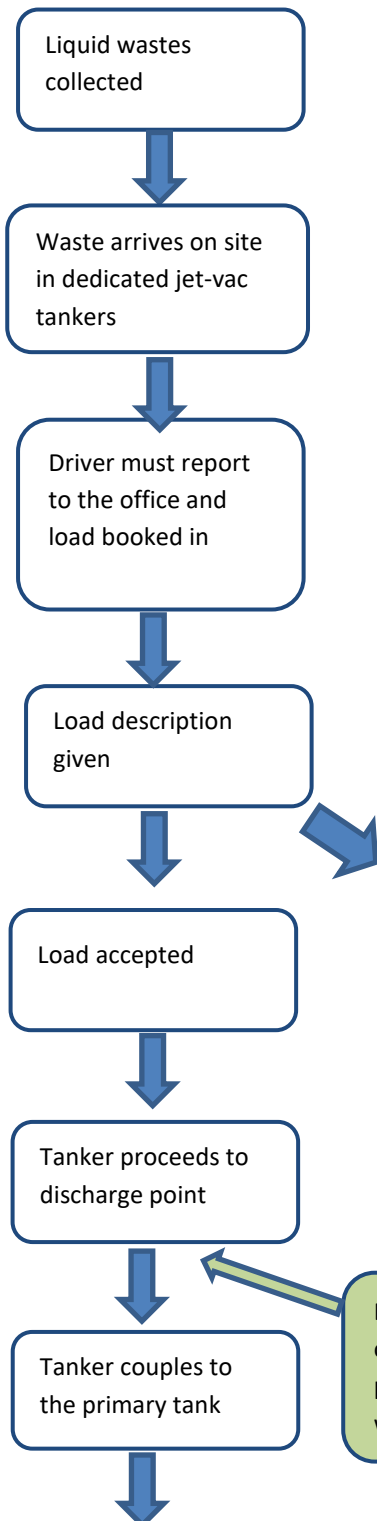 Liquid wastes
collected
Waste arrives on site
in dedicated jet-vac
tankers
Driver must report
to the office and
load booked in
Load description
given
Load accepted
Tanker proceeds to
discharge point
Tanker couples to
the primary tank